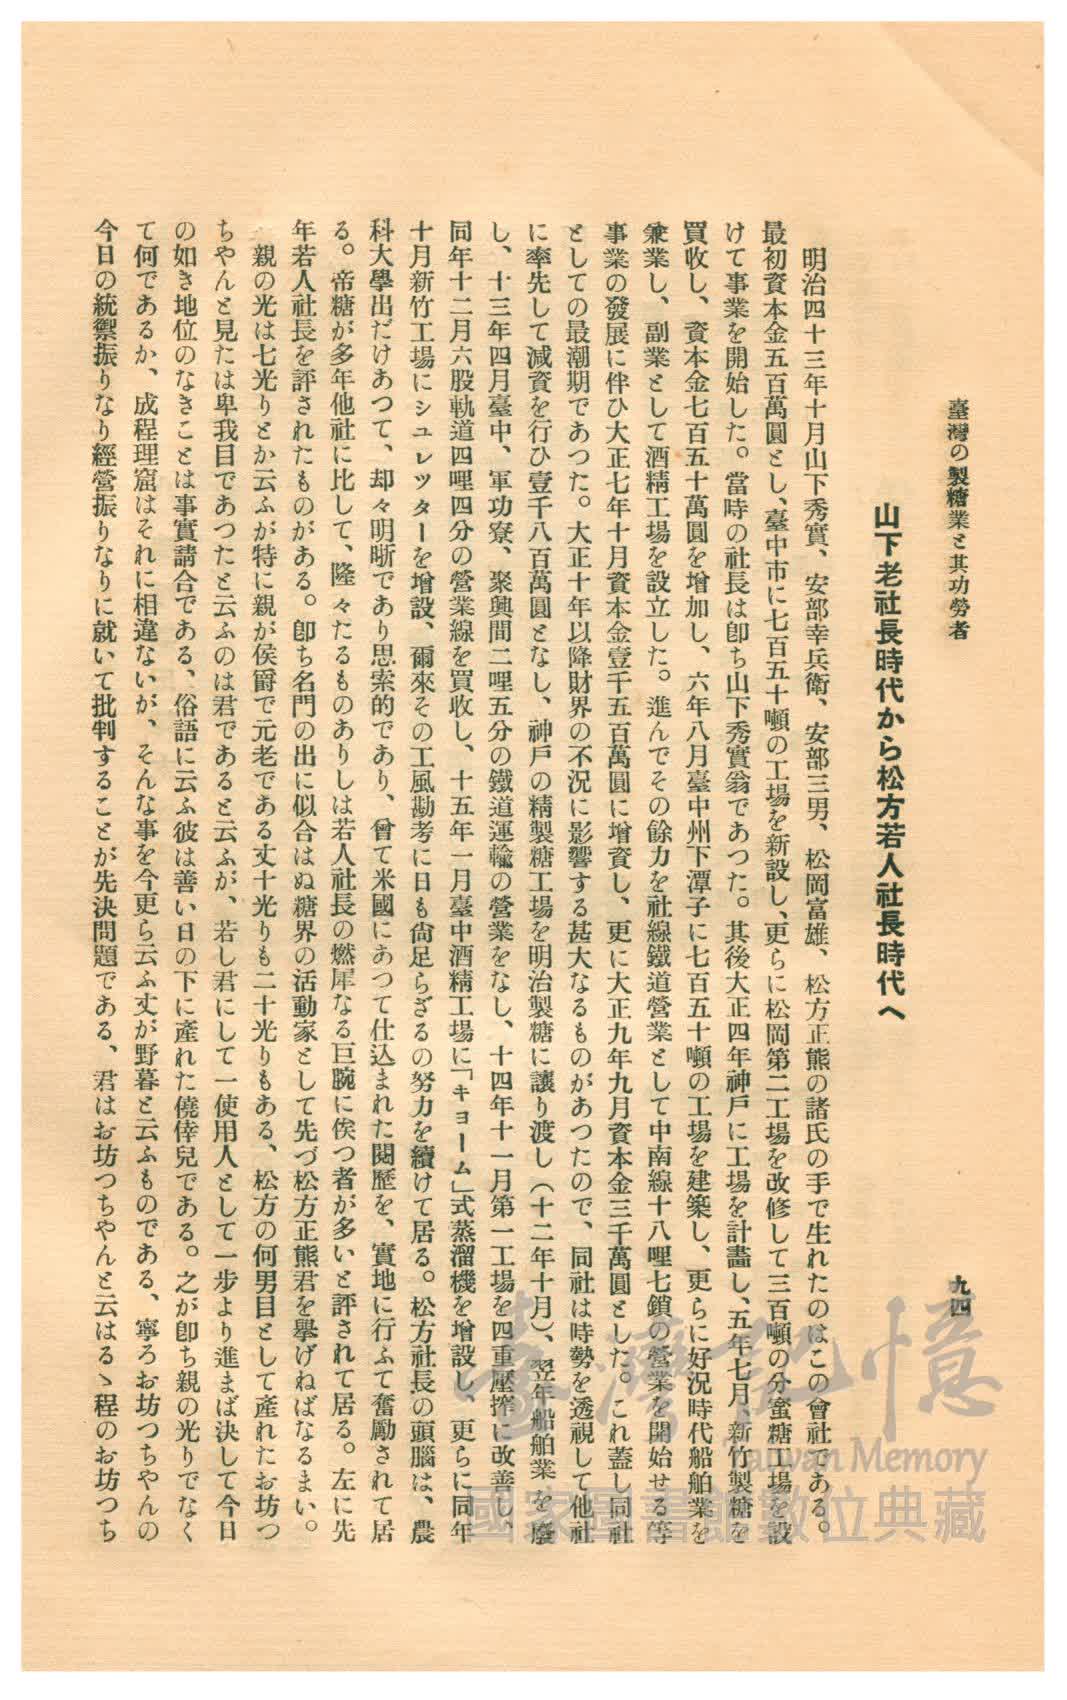 臺灣の製糖業と其功勞者
九四
山下老社長時代から松方若人社長時代へ
明治四十三年十月山下秀實、安部幸兵衞、安部三男、松岡富雄、松方正熊の諸氏の手で生れたのはこの會社である。
最初資本金五百萬圓とし、臺中市に七百五十噸の工場を新設し、更らに松岡第二工場を改修して三百噸の分蜜糖工場を設
けて事業を開始した。當時の社長は卽ち山下秀實翁であつた。其後大正四年神戸に工場を計畫し、五年七月、新竹製糖を
買收し、資本金七百五十萬圓を增加し、六年八月臺中州下潭子に七百五十噸の工場を建築し、更らに好況時代船舶業を
兼業し、副業として酒精工場を設立した。進んでその餘力を社線鐵道營業として中南線十八哩七鎖の營業を開始せる等
事業の發展に伴ひ大正七年十月資本金壹千五百萬圓に增資し、更に大正九年九月資本金三千萬圓とした。これ蓋し同社
としての最潮期であつた。大正十年以降財界の不況に影響する甚大なるものがあつたので、同社は時勢を透視して他社
に率先して減資を行ひ壹千八百萬圓となし、神戸の精製糖工場を明治製糖に讓り渡し（十二年十月）、翌年船舶業を廢
し、十三年四月臺中、軍功寮、聚興間二哩五分の鐵道運輸の營業をなし、十四年十一月第一工場を四重壓搾に改善し、
同年十二月六股軌道四哩四分の營業線を買收し、十五年一月臺中酒精工場に「キョーム」式蒸溜機を增設し、更らに同年
十月新竹工場にシュレッターを增設、爾來その工風勘考に日も尙足らざるの努力を續けて居る。松方社長の頭腦は、農
科大學出だけあつて、却々明晣であり思索的であり、曾て米國にあつて仕込まれた閱歷を、實地に行ふて奮勵されて居
る。帝糖が多年他社に比して、隆々たるものありしは若人社長の燃犀なる巨腕に俟つ者が多いと評されて居る。左に先
年若人社長を評されたものがある。卽ち名門の出に似合はぬ糖界の活動家として先づ松方正熊君を擧げねばなるまい。
親の光は七光りとか云ふが特に親が侯爵で元老である丈十光りも二十光りもある、松方の何男目として產れたお坊つ
ちやんと見たは卑我目であつたと云ふのは君であると云ふが、若し君にして一使用人として一步より進まば決して今日
の如き地位のなきことは事實請合である、俗語に云ふ彼は善い日の下に產れた僥倖兒である。之が卽ち親の光りでなく
て何であるか、成程理窟はそれに相違ないが、そんな事を今更ら云ふ丈が野暮と云ふものである、寧ろお坊つちやんの
今日の統禦振りなり經營振りなりに就いて批判することが先決問題である、君はお坊つちやんと云はるゝ程のお坊つち
臺灣記憶
Taiwan Memory
國家圖書館數位典藏